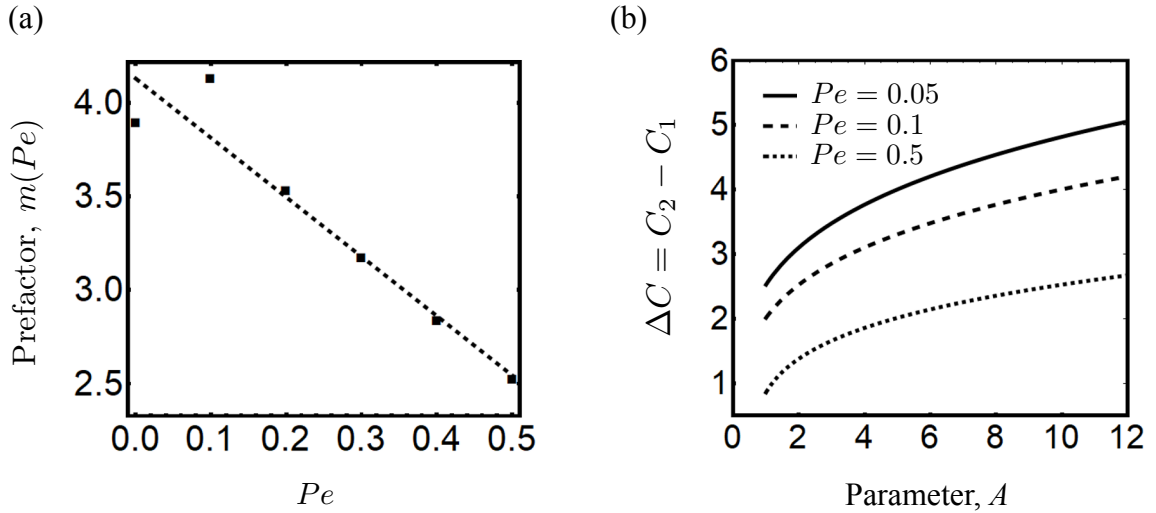 (a)
Prefactor, m(Pe)
4.0
3.5
3.0
2.5
0.0 0.1 0.2 0.3 0.4 0.5
Pe
(b)
ΔC = C₂ − C₁
6
5
4
3
2
1
Pe = 0.05
Pe = 0.1
Pe = 0.5
0 2 4 6 8 10 12
Parameter, A